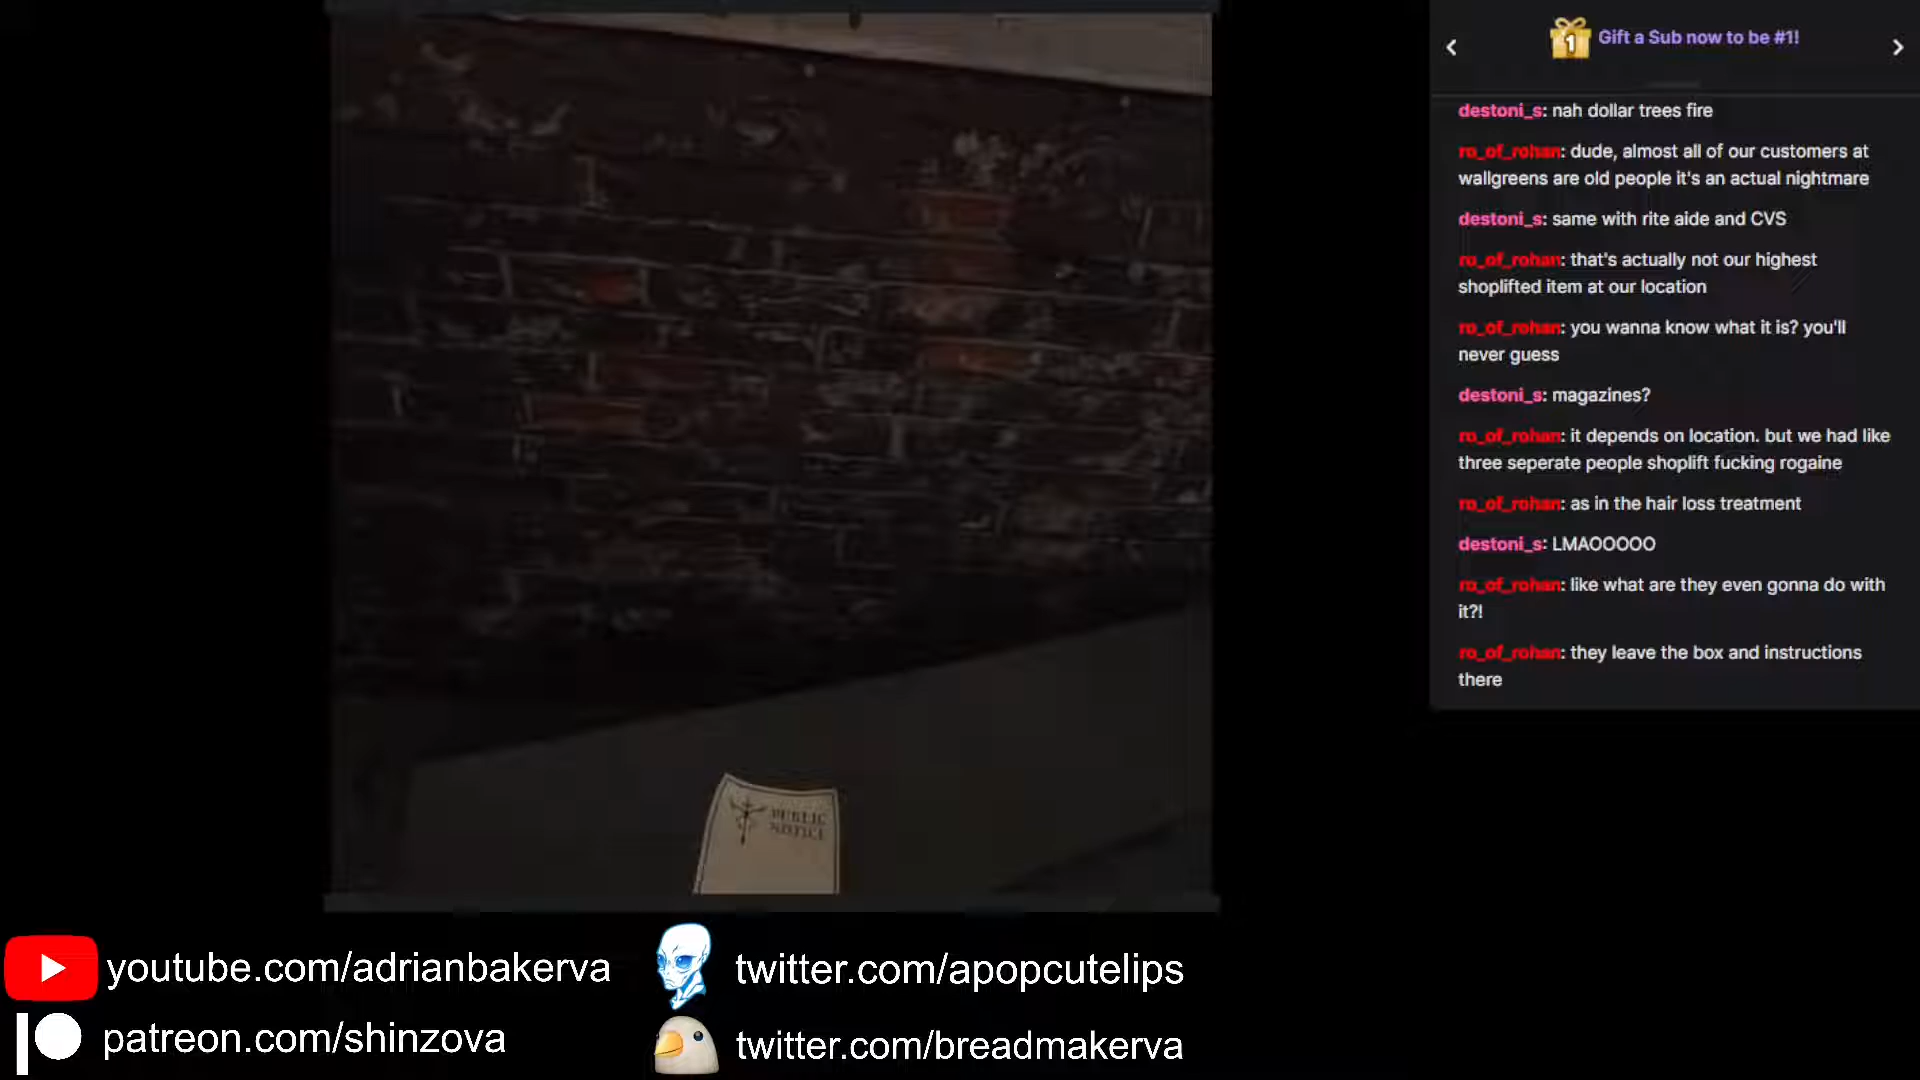 1
Gift a Sub now to be #1!
destoni_s: nah dollar trees fire
ro_of_rohan: dude, almost all of our customers at
wallgreens are old people it's an actual nightmare
destoni_s: same with rite aide and CVS
ro_of_rohan: that's actually not our highest
shoplifted item at our location
ro_of_rohan: you wanna know what it is? you'll
never guess
destoni_s: magazines?
ro_of_rohan: it depends on location. but we had like
three seperate people shoplift fucking rogaine
ro_of_rohan: as in the hair loss treatment
destoni_s: LMAOOOOO
ro_of_rohan: like what are they even gonna do with
it?!
ro_of_rohan: they leave the box and instructions
there
PUBLIC
NOTICE
youtube.com/adrianbakerva
twitter.com/apopcutelips
patreon.com/shinzova
twitter.com/breadmakerva